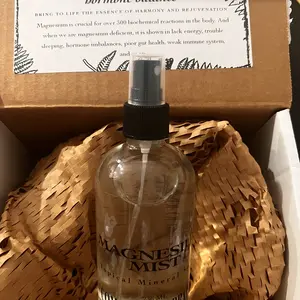 hormone balance
BRING TO LIFE THE ESSENCE OF HARMONY AND REJUVENATION
Magnesium is crucial for over 300 biochemical reactions in the body. And
when we are magnesium deficient, it is shown in lack energy, trouble
sleeping, hormone imbalances, poor gut health, weak immune system,
and
MAGNESIU
MIST
Mineral